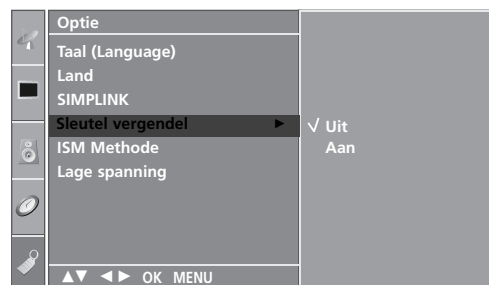 Optie
Taal (Language)
Land
SIMPLINK
Sleutel vergendel ►
ISM Methode
Lage spanning
√ Uit
Aan
▲▼ ◄► OK MENU